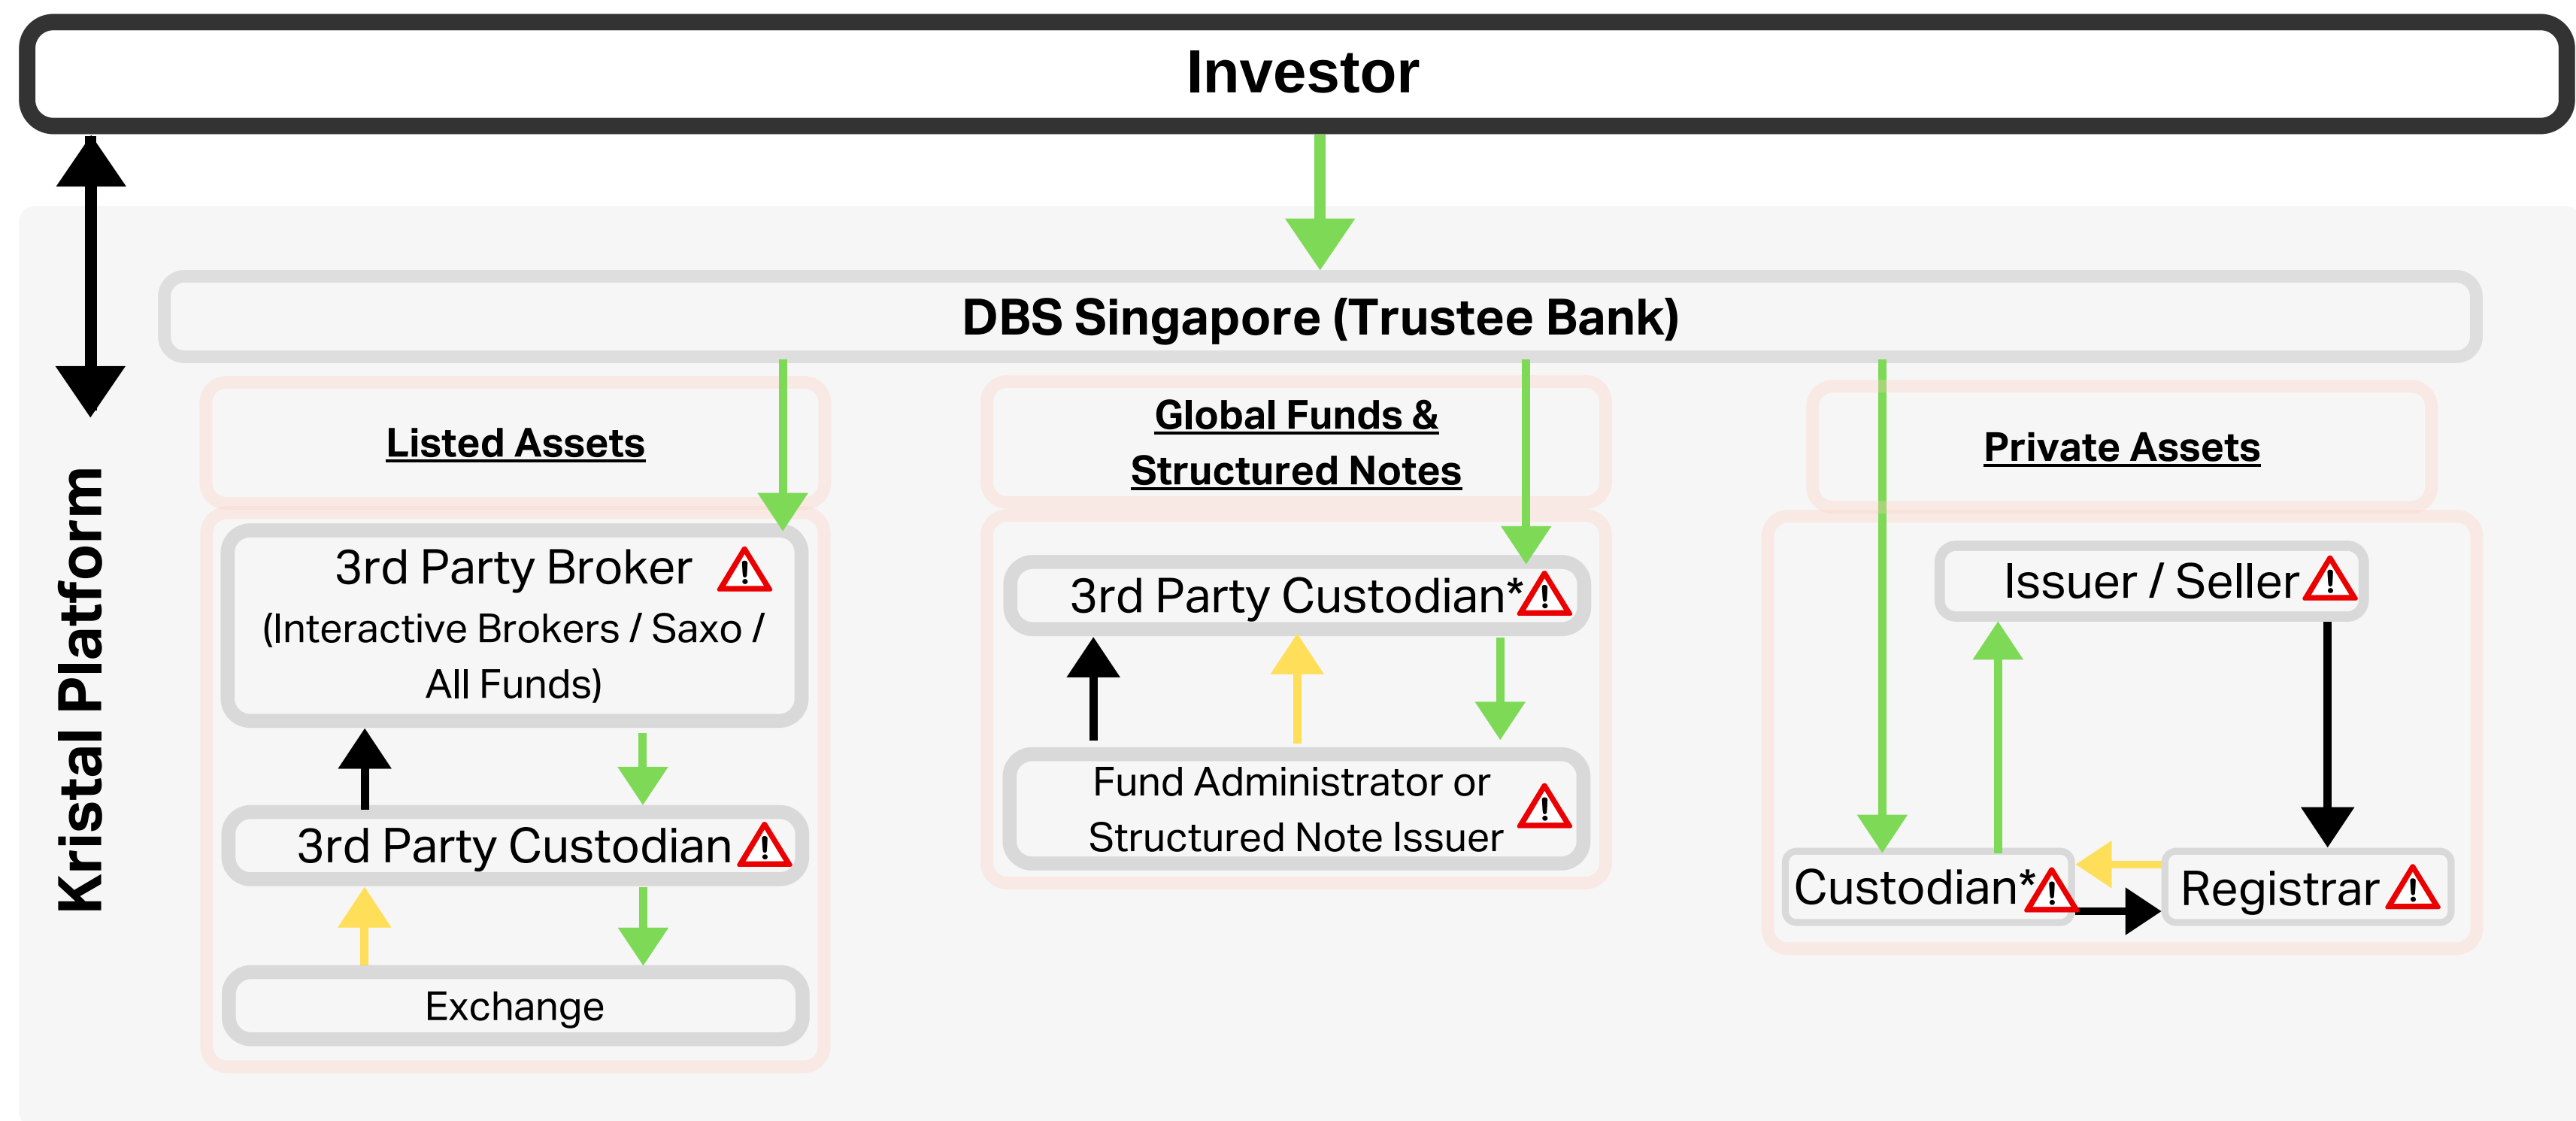 Investor
DBS Singapore (Trustee Bank)
Kristal Platform
Listed Assets
3rd Party Broker
(Interactive Brokers / Saxo /
All Funds)
3rd Party Custodian
Exchange
Global Funds &
Structured Notes
3rd Party Custodian*
Fund Administrator or
Structured Note Issuer
Private Assets
Issuer / Seller
Custodian*
Registrar